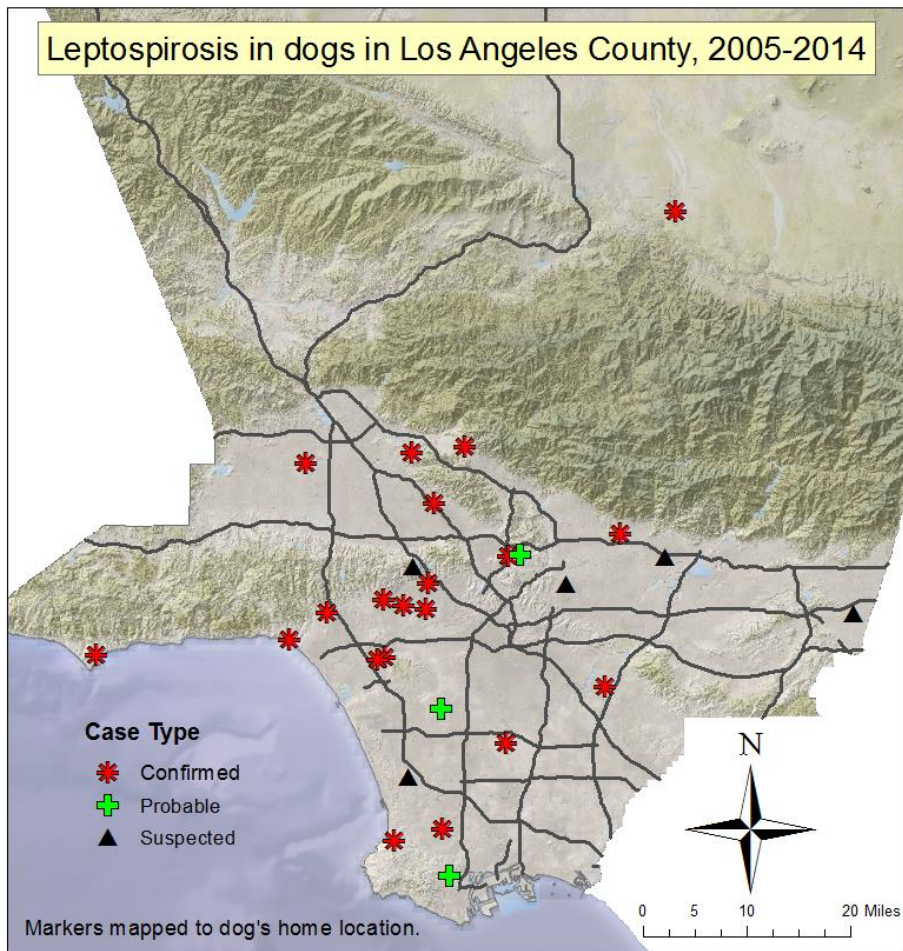 Leptospirosis in dogs in Los Angeles County, 2005-2014
Case Type
Confirmed
Probable
Suspected
N
0 5 10 20 Miles
Markers mapped to dog's home location.